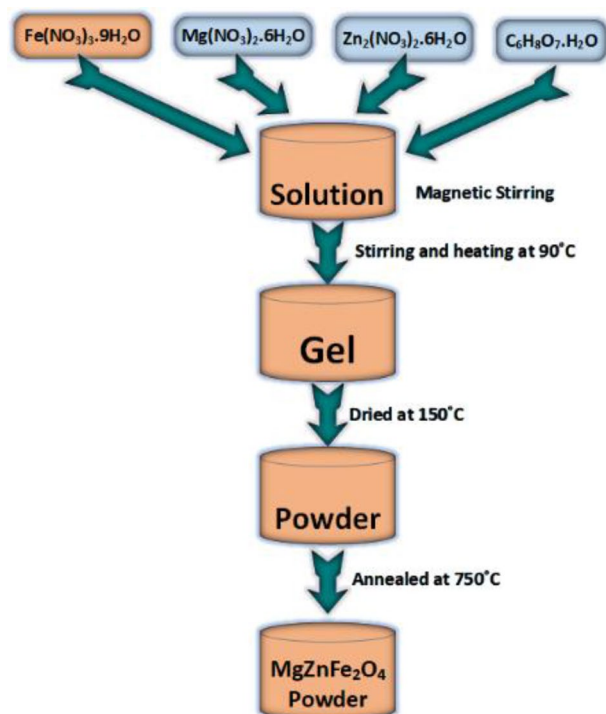 Fe(NO₃)₃.9H₂O
Mg(NO₃)₂.6H₂O
Zn₂(NO₃)₂.6H₂O
C₆H₈O₇.H₂O
Solution
Magnetic Stirring
Stirring and heating at 90˚C
Gel
Dried at 150˚C
Powder
Annealed at 750˚C
MgZnFe₂O₄
Powder